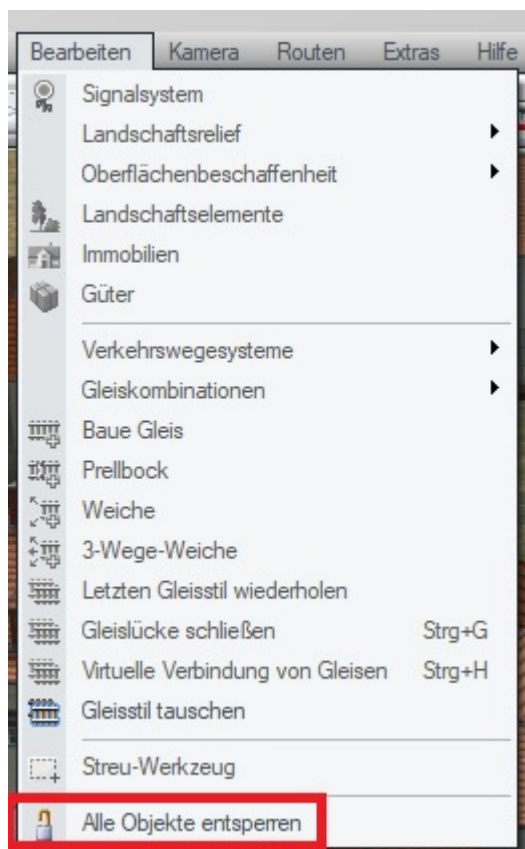 Bearbeiten Kamera Routen Extras Hilfe
Signalsystem
Landschaftsrelief
Oberflächenbeschaffenheit
Landschaftselemente
Immobilien
Güter
Verkehrswegesysteme
Gleiskombinationen
Baue Gleis
Prellbock
Weiche
3-Wege-Weiche
Letzten Gleisstil wiederholen
Gleislücke schließen Strg+G
Virtuelle Verbindung von Gleisen Strg+H
Gleisstil tauschen
Streu-Werkzeug
Alle Objekte entsperren